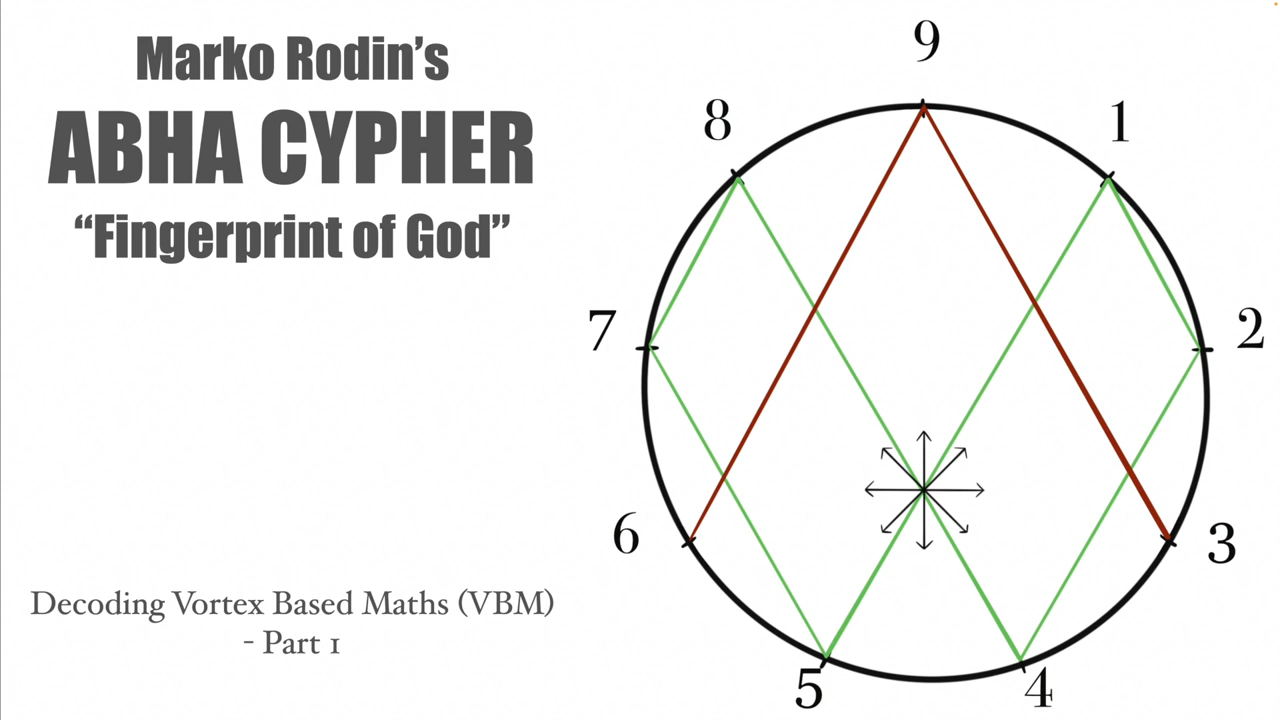 Marko Rodin’s
ABHA CYPHER
“Fingerprint of God”
Decoding Vortex Based Maths (VBM)
- Part 1
9
8
1
7
2
6
3
5
4